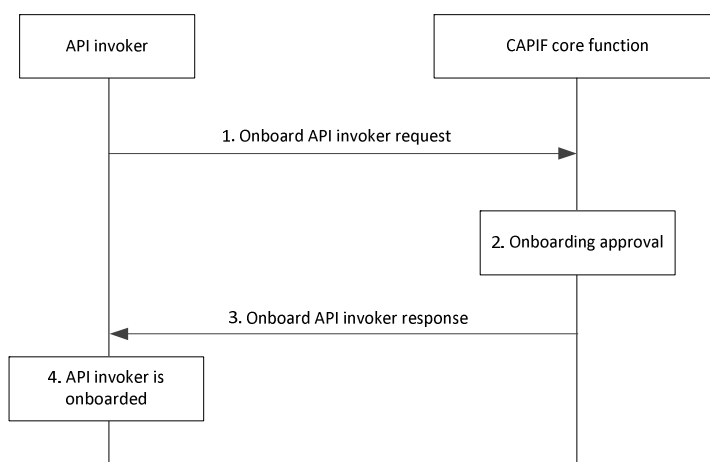 API invoker
CAPIF core function
1. Onboard API invoker request
2. Onboarding approval
3. Onboard API invoker response
4. API invoker is
onboarded